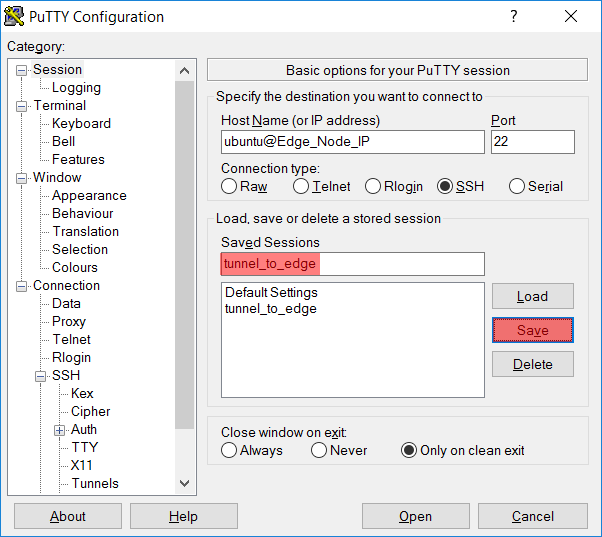 PuTTY Configuration
?
Category:
Session
Logging
Terminal
Keyboard
Bell
Features
Window
Appearance
Behaviour
Translation
Selection
Colours
Connection
Data
Proxy
Telnet
Rlogin
SSH
Kex
Cipher
Auth
TTY
X11
Tunnels
Basic options for your PuTTY session
Specify the destination you want to connect to
Host Name (or IP address) Port
ubuntu@Edge_Node_IP 22
Connection type:
Raw Telnet Rlogin SSH Serial
Load, save or delete a stored session
Saved Sessions
tunnel_to_edge
Default Settings
tunnel_to_edge
Load
Save
Delete
Close window on exit:
Always Never Only on clean exit
About Help Open Cancel